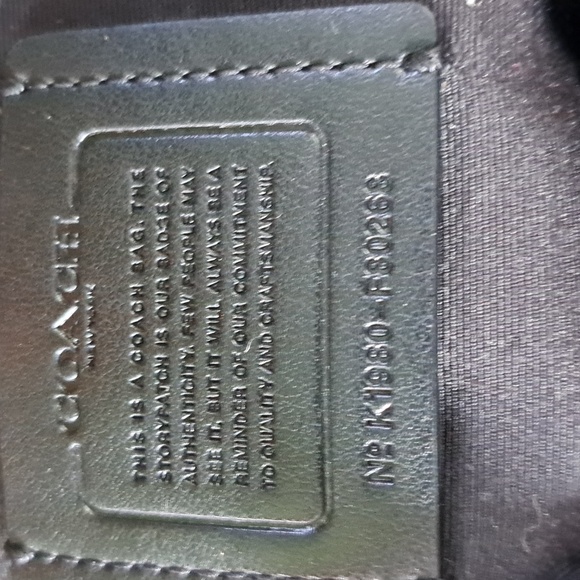 COACH
NEW YORK
THIS IS A COACH BAG. THE
STORYPATCH IS OUR BADGE OF
AUTHENTICITY. FEW PEOPLE MAY
SEE IT, BUT IT WILL ALWAYS BE A
REMINDER OF OUR COMMITMENT
TO QUALITY AND CRAFTSMANSHIP.
Nº K1980-F80268